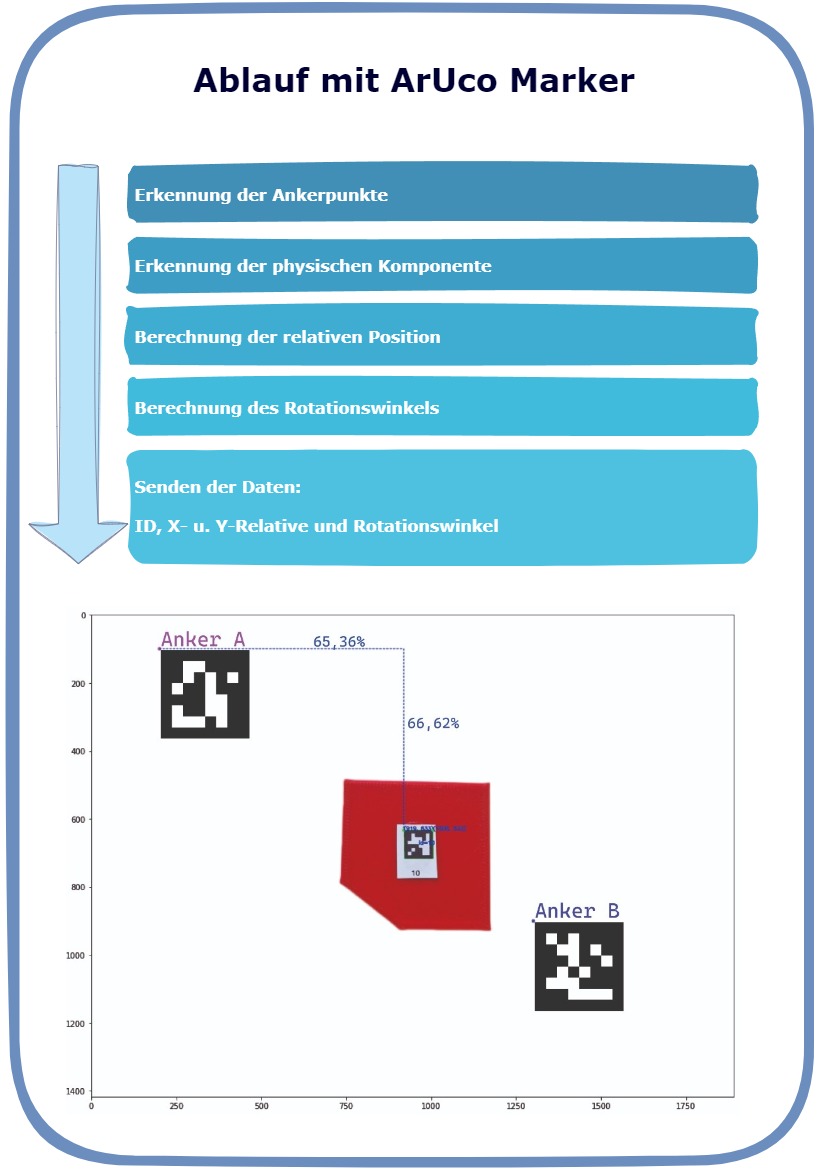 Ablauf mit ArUco Marker
Erkennung der Ankerpunkte
Erkennung der physischen Komponente
Berechnung der relativen Position
Berechnung des Rotationswinkels
Senden der Daten:
ID, X- u. Y-Relative und Rotationswinkel
0
200
400
600
800
1000
1200
1400
Anker A
65,36%
66,62%
10
Anker B
0
250
500
750
1000
1250
1500
1750